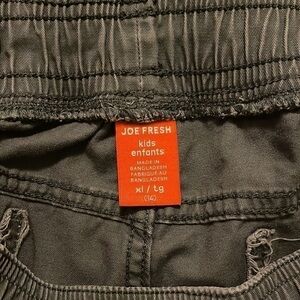 JOE FRESH
kids
enfants
MADE IN
BANGLADESH
FABRIQUÉ AU
BANGLADESH
xl / tg
(14)